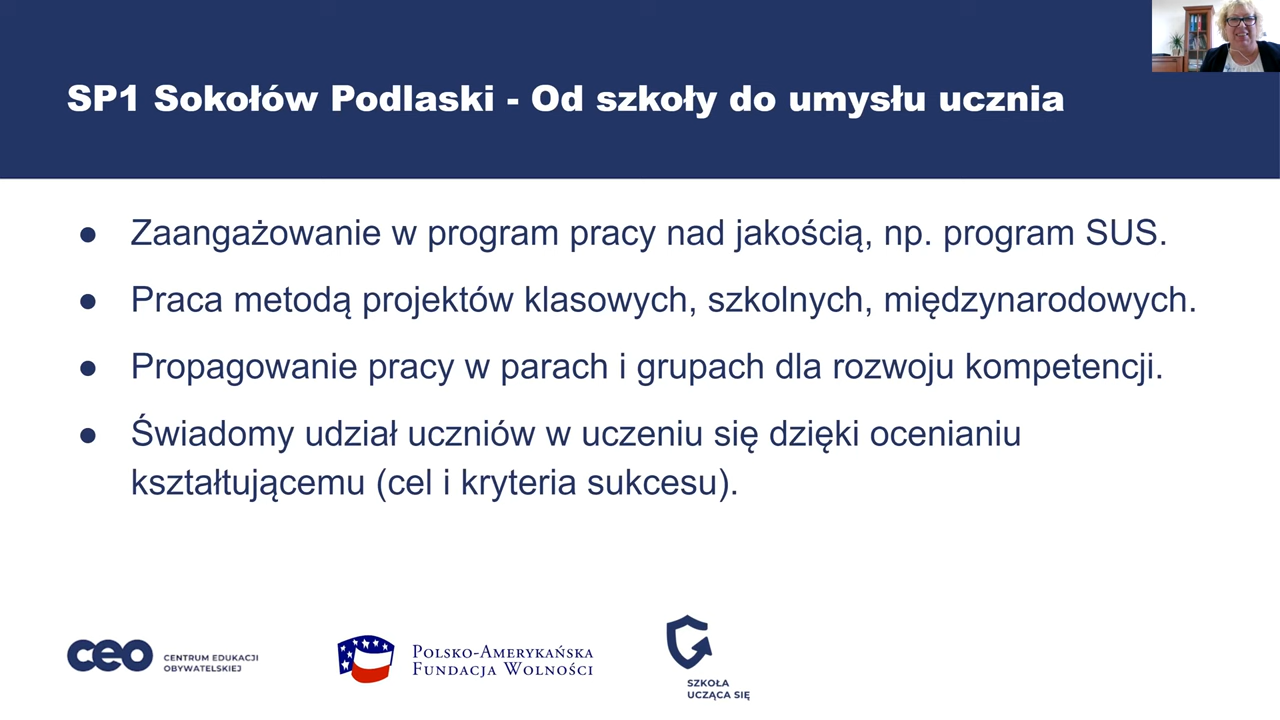 SP1 Sokołów Podlaski - Od szkoły do umysłu ucznia
● Zaangażowanie w program pracy nad jakością, np. program SUS.
● Praca metodą projektów klasowych, szkolnych, międzynarodowych.
● Propagowanie pracy w parach i grupach dla rozwoju kompetencji.
● Świadomy udział uczniów w uczeniu się dzięki ocenianiu
kształtującemu (cel i kryteria sukcesu).
ceo
CENTRUM EDUKACJI
OBYWATELSKIEJ
POLSKO-AMERYKAŃSKA
FUNDACJA WOLNOŚCI
SZKOŁA
UCZĄCA SIĘ